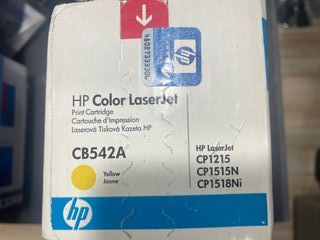 HP Color LaserJet
Print Cartridge
Cartouche d'Impression
Laserová Tisková Kazeta HP
CB542A
Yellow
Jaune
HP LaserJet
CP1215
CP1515N
CP1518Ni
hp
hp